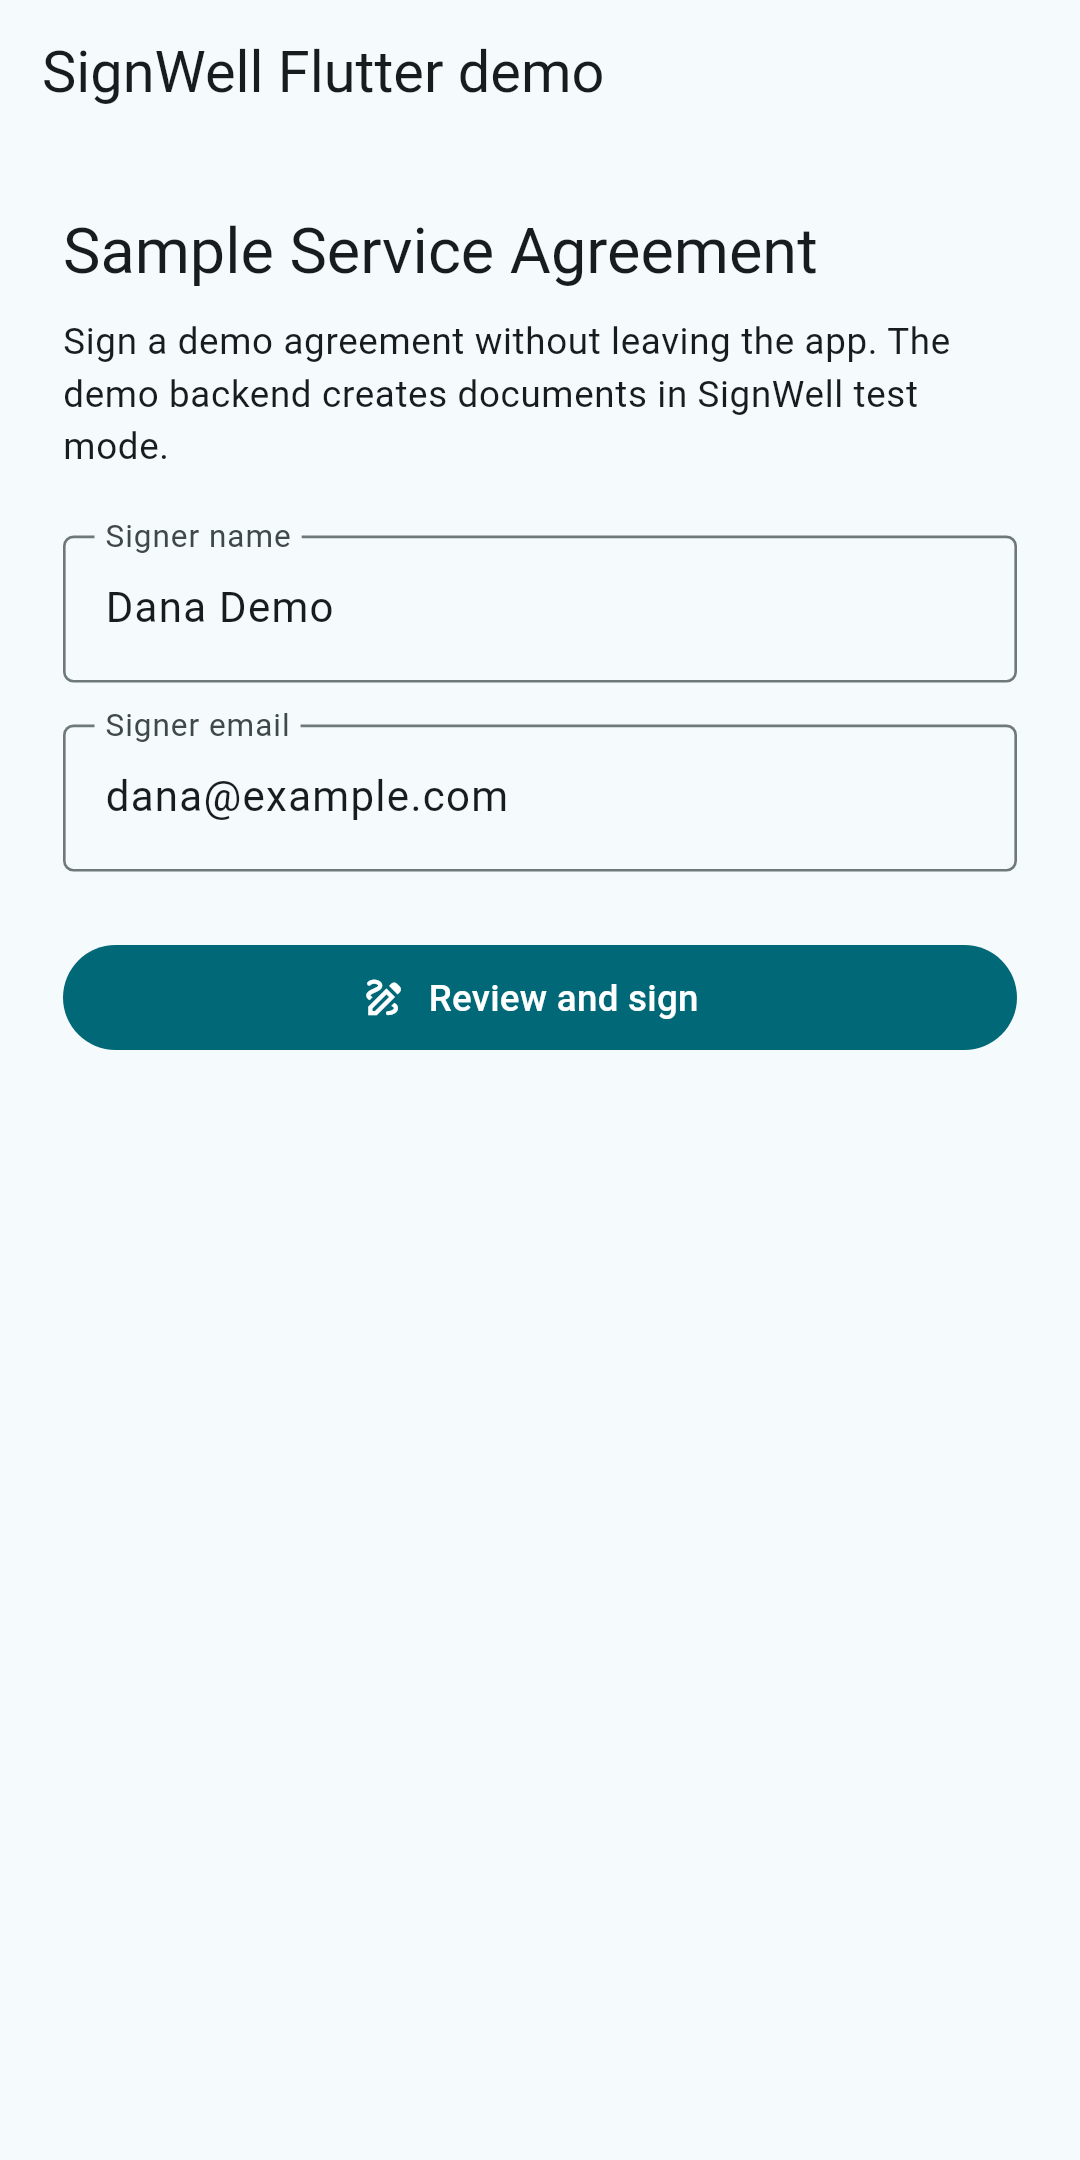 SignWell Flutter demo
Sample Service Agreement
Sign a demo agreement without leaving the app. The
demo backend creates documents in SignWell test
mode.
Signer name
Dana Demo
Signer email
dana@example.com
Review and sign